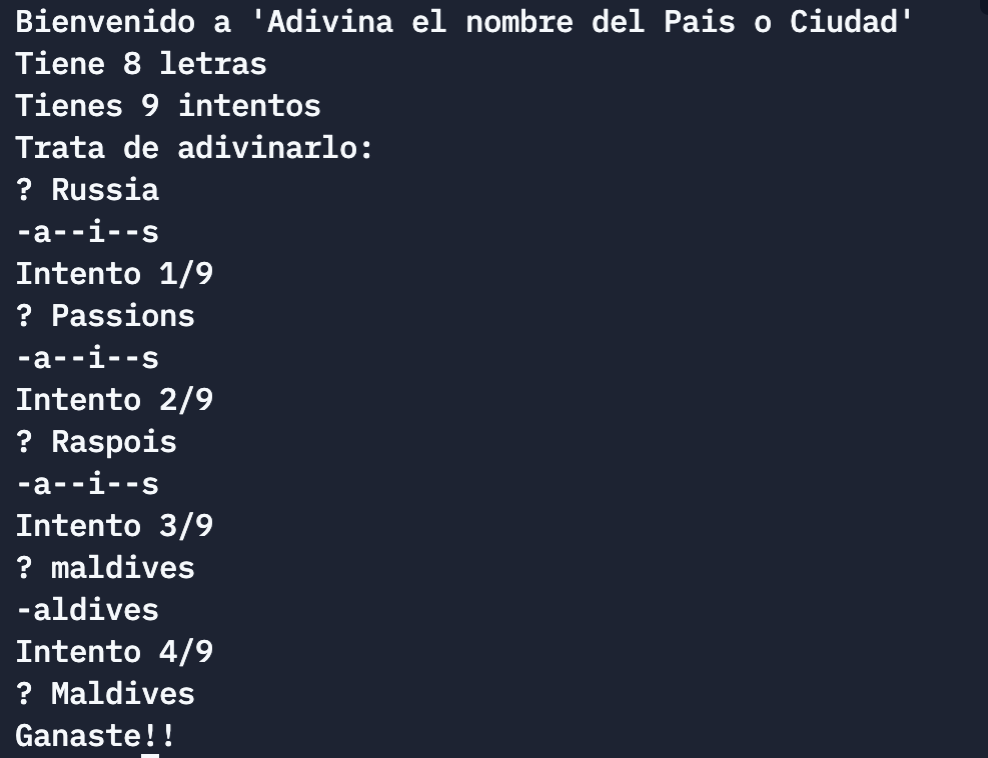 Bienvenido a 'Adivina el nombre del Pais o Ciudad'
Tiene 8 letras
Tienes 9 intentos
Trata de adivinarlo:
? Russia
-a--i--s
Intento 1/9
? Passions
-a--i--s
Intento 2/9
? Raspois
-a--i--s
Intento 3/9
? maldives
-aldives
Intento 4/9
? Maldives
Ganaste!!